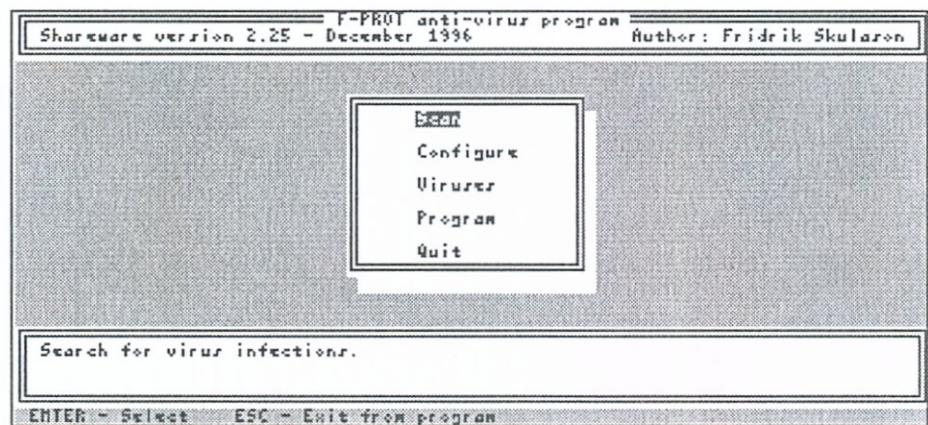 F-PROT anti-virus program
Shareware version 2.25 - December 1996 Author: Fridrik Skulason
Scan
Configure
Viruses
Program
Quit
Search for virus infections.
ENTER - Select ESC - Exit from program